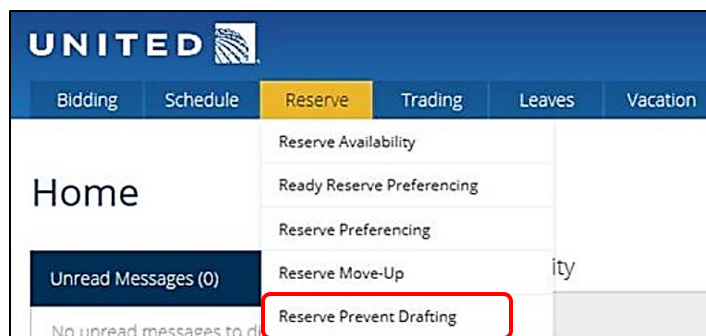 UNITED
Bidding Schedule Reserve Trading Leaves Vacation
Reserve Availability
Home
Ready Reserve Preferencing
Reserve Preferencing
Unread Messages (0)
Reserve Move-Up
ity
Reserve Prevent Drafting
No unread messages to